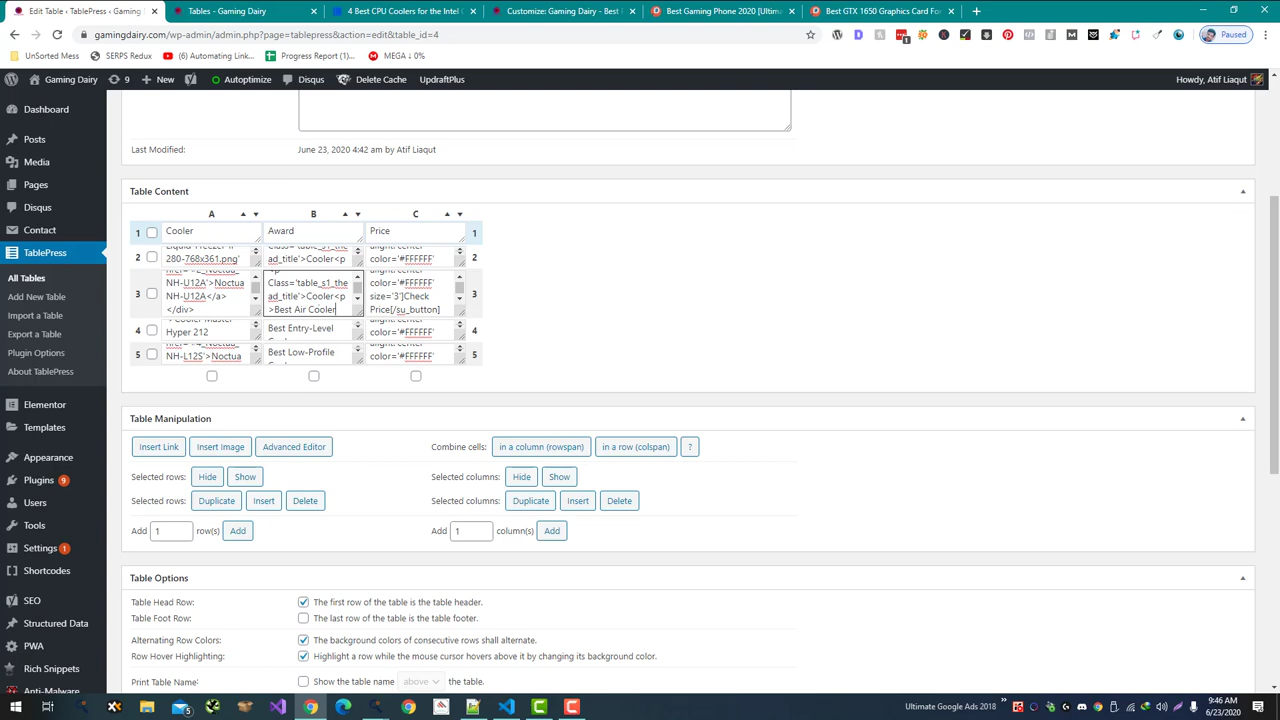 Edit Table ‹ TablePress ‹
Tables - Gaming Dairy
4 Best CPU Coolers for the Intel
Customize: Gaming Dairy - Best
Best Gaming Phone 2020 [Ultima
Best GTX 1650 Graphics Card Fo
gamingdairy.com/wp-admin/admin.php?page=tablepress&action=edit&table_id=4
Paused
UnSorted Mess
SERPS Redux
(6) Automating Link...
Progress Report (1)...
MEGA ↓ 0%
Gaming Dairy
9
New
Autoptimize
Disqus
Delete Cache
UpdraftPlus
Howdy, Atif Liaqut
Dashboard
Posts
Media
Pages
Disqus
Contact
TablePress
All Tables
Add New Table
Import a Table
Export a Table
Plugin Options
About TablePress
Elementor
Templates
Appearance
Plugins 9
Users
Tools
Settings 1
Shortcodes
SEO
Structured Data
PWA
Rich Snippets
Anti-Malware
Last Modified:
June 23, 2020 4:42 am by Atif Liaqut
Table Content
A
B
C
1
Cooler
Award
Price
1
2
280-768x361.png'
Class='table_s1_the
ad_title'>Cooler<p
color='#FFFFFF'
2
3
NH-U12A'>Noctua
NH-U12A</a>
</div>
Class='table_s1_the
ad_title'>Cooler<p
>Best Air Cooler
color='#FFFFFF'
size='3']Check
Price[/su_button]
3
4
Hyper 212
Best Entry-Level
color='#FFFFFF'
4
5
NH-L12S'>Noctua
Best Low-Profile
color='#FFFFFF'
5
Table Manipulation
Insert Link
Insert Image
Advanced Editor
Combine cells:
in a column (rowspan)
in a row (colspan)
?
Selected rows:
Hide
Show
Selected columns:
Hide
Show
Selected rows:
Duplicate
Insert
Delete
Selected columns:
Duplicate
Insert
Delete
Add 1 row(s) Add
Add 1 column(s) Add
Table Options
Table Head Row:
The first row of the table is the table header.
Table Foot Row:
The last row of the table is the table footer.
Alternating Row Colors:
The background colors of consecutive rows shall alternate.
Row Hover Highlighting:
Highlight a row while the mouse cursor hovers above it by changing its background color.
Print Table Name:
Show the table name above the table.
Ultimate Google Ads 2018
9:46 AM
6/23/2020